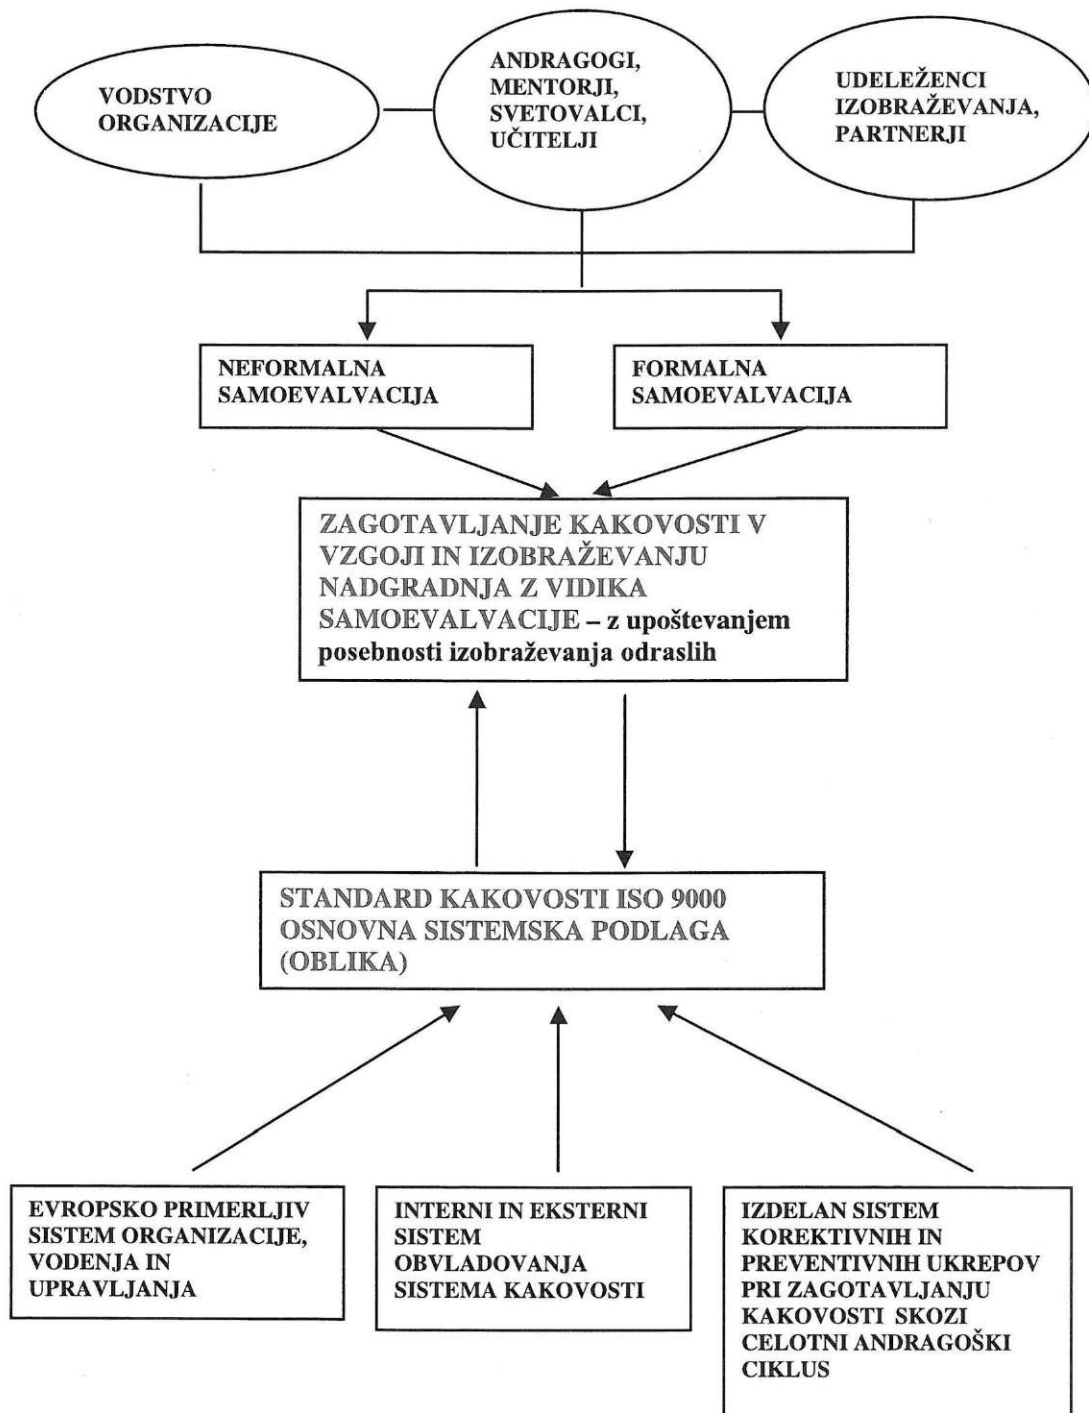 VODSTVO
ORGANIZACIJE
ANDRAGOGI,
MENTORJI,
SVETOVALCI,
UČITELJI
UDELEŽENCI
IZOBRAŽEVANJA,
PARTNERJI
NEFORMALNA
SAMOEVALVACIJA
FORMALNA
SAMOEVALVACIJA
ZAGOTAVLJANJE KAKOVOSTI V
VZGOJI IN IZOBRAŽEVANJU
NADGRADNJA Z VIDIKA
SAMOEVALVACIJE – z upoštevanjem
posebnosti izobraževanja odraslih
STANDARD KAKOVOSTI ISO 9000
OSNOVNA SISTEMSKA PODLAGA
(OBLIKA)
EVROPSKO PRIMERLJIV
SISTEM ORGANIZACIJE,
VODENJA IN
UPRAVLJANJA
INTERNI IN EKSTERNI
SISTEM
OBVLADOVANJA
SISTEMA KAKOVOSTI
IZDELAN SISTEM
KOREKTIVNIH IN
PREVENTIVNIH UKREPOV
PRI ZAGOTAVLJANJU
KAKOVOSTI SKOZI
CELOTNI ANDRAGOŠKI
CIKLUS